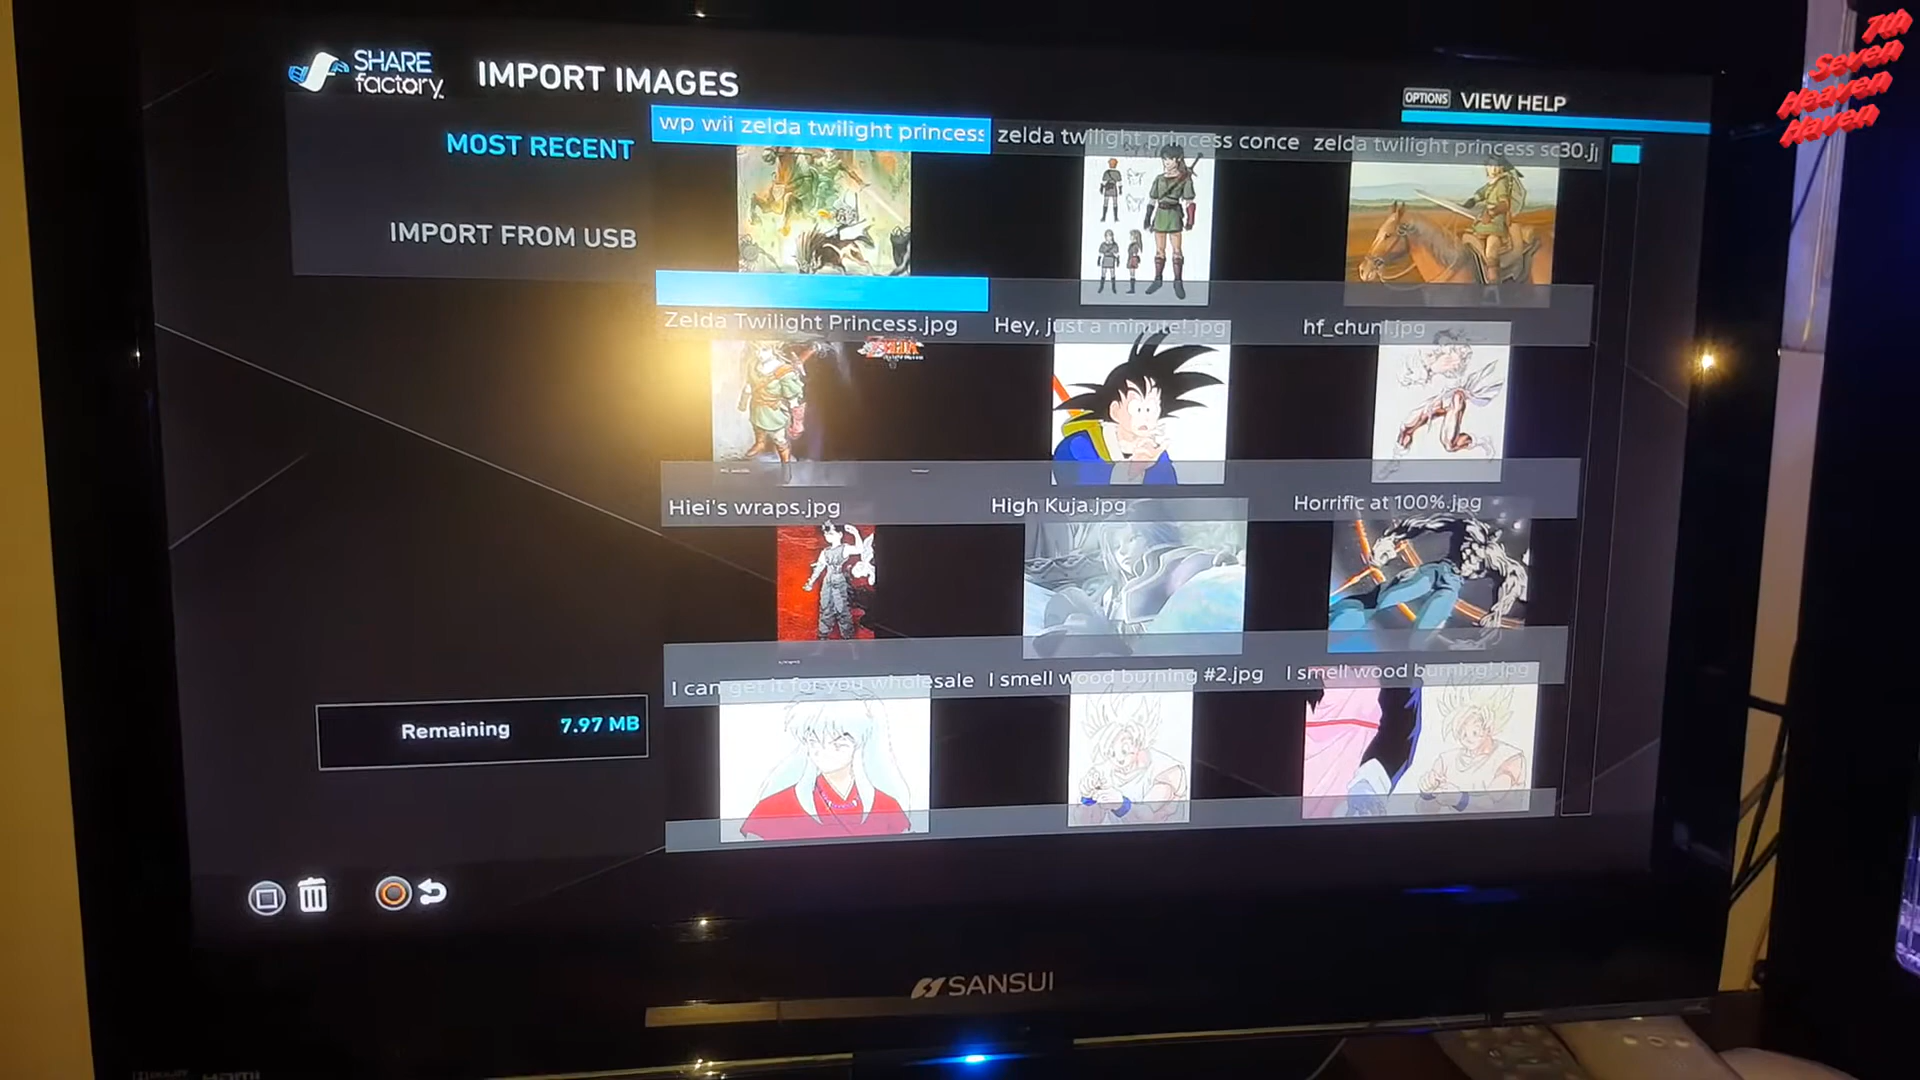 SHARE
factory
IMPORT IMAGES
OPTIONS VIEW HELP
7th
Seven
Heaven
Haven
MOST RECENT
IMPORT FROM USB
wp wii zelda twilight princess
zelda twilight princess conce
zelda twilight princess sc30.j
Zelda Twilight Princess.jpg
Hey, just a minute!.jpg
hf_chun!.jpg
ZELDA
Hiei's wraps.jpg
High Kuja.jpg
Horrific at 100%.jpg
I can get it for you wholesale
I smell wood burning #2.jpg
I smell wood burning!.jpg
Remaining 7.97 MB
SANSUI
HDMI